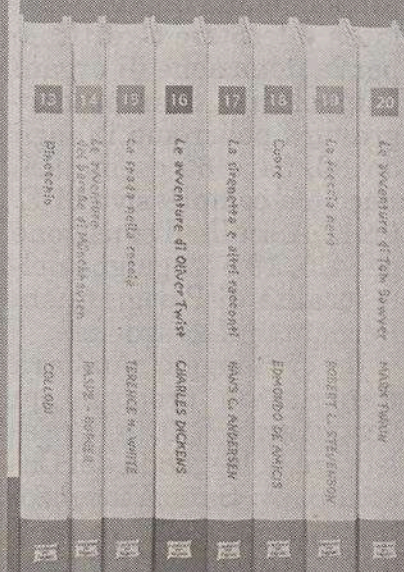 13
Pinocchio
COLLODI
14
Le avventure
del barone di Münchhausen
RASPE - BÜRGER
15
La spada nella roccia
TERENCE H. WHITE
16
Le avventure di Oliver Twist
CHARLES DICKENS
17
La sirenetta e altri racconti
HANS C. ANDERSEN
18
Cuore
EDMONDO DE AMICIS
19
La freccia nera
ROBERT L. STEVENSON
20
Le avventure di Tom Sawyer
MARK TWAIN